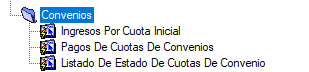 Convenios
Ingresos Por Cuota Inicial
Pagos De Cuotas De Convenios
Listado De Estado De Cuotas De Convenio